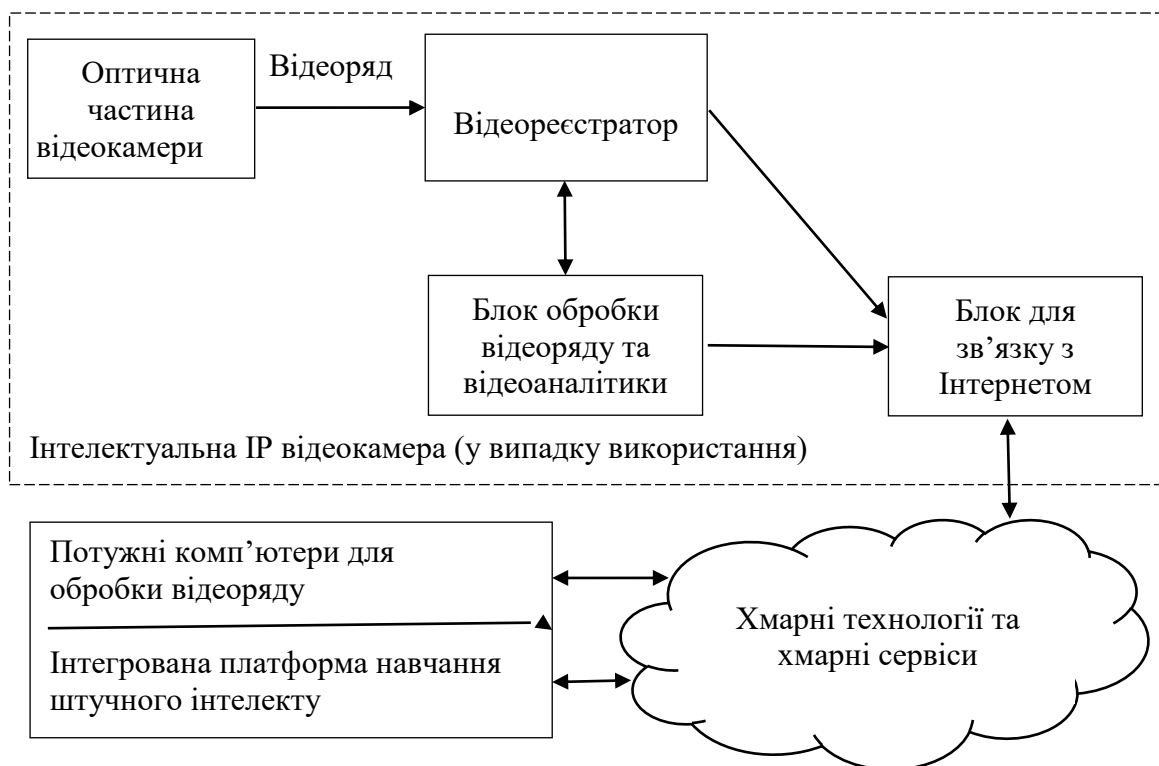 Оптична
частина
відеокамери
Відеоряд
Відеореєстратор
Блок обробки
відеоряду та
відеоаналітики
Блок для
зв’язку з
Інтернетом
Інтелектуальна IP відеокамера (у випадку використання)
Потужні комп’ютери для
обробки відеоряду
Інтегрована платформа навчання
штучного інтелекту
Хмарні технології та
хмарні сервіси